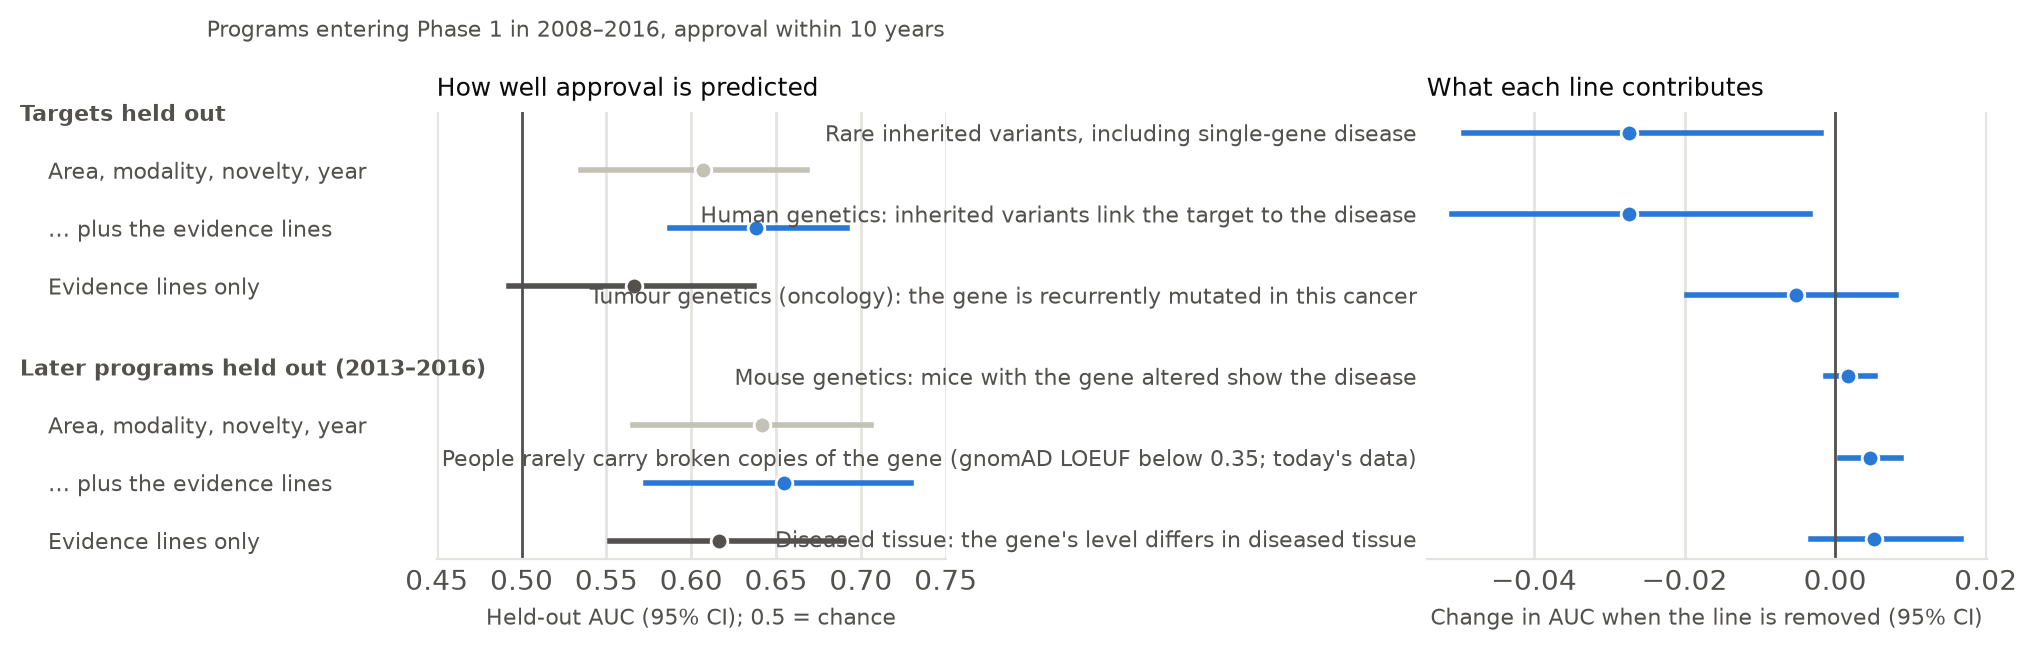 Programs entering Phase 1 in 2008–2016, approval within 10 years
How well approval is predicted
Targets held out
Area, modality, novelty, year
... plus the evidence lines
Evidence lines only
Later programs held out (2013–2016)
Area, modality, novelty, year
... plus the evidence lines
Evidence lines only
0.45 0.50 0.55 0.60 0.65 0.70 0.75
Held-out AUC (95% CI); 0.5 = chance
What each line contributes
Rare inherited variants, including single-gene disease
Human genetics: inherited variants link the target to the disease
Tumour genetics (oncology): the gene is recurrently mutated in this cancer
Mouse genetics: mice with the gene altered show the disease
People rarely carry broken copies of the gene (gnomAD LOEUF below 0.35; today's data)
Diseased tissue: the gene's level differs in diseased tissue
−0.04 −0.02 0.00 0.02
Change in AUC when the line is removed (95% CI)